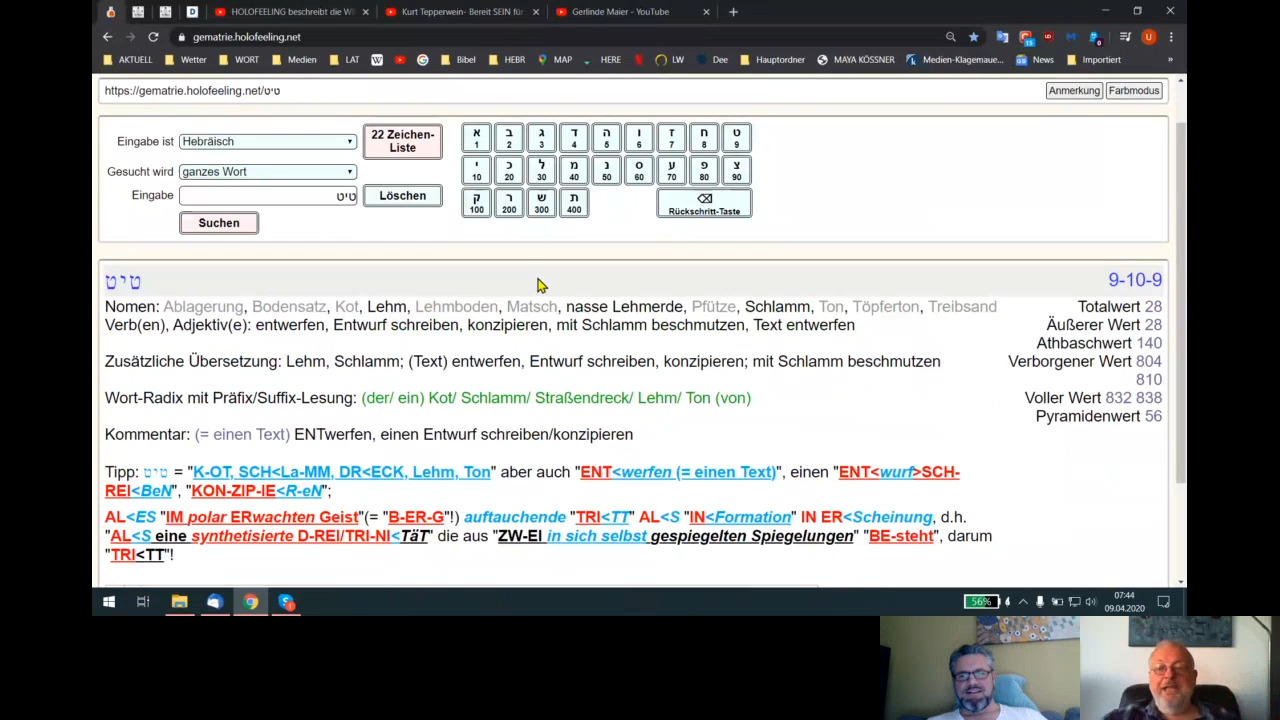 HOLOFEELING beschreibt die WI
Kurt Tepperwein- Bereit SEIN für
Gerlinde Maier - YouTube
gematrie.holofeeling.net
AKTUELL Wetter WORT Medien LAT Bibel HEBR MAP HERE LW Dee Hauptordner MAYA KÖSSNER Medien-Klagemaue... News Importiert »
https://gematrie.holofeeling.net/טיט
Anmerkung Farbmodus
Eingabe ist Hebräisch
22 Zeichen-
Liste
Gesucht wird ganzes Wort
Eingabe טיט Löschen
Suchen
א ב ג ד ה ו ז ח ט
1 2 3 4 5 6 7 8 9
י כ ל מ נ ס ע פ צ
10 20 30 40 50 60 70 80 90
ק ר ש ת
100 200 300 400
Rückschritt-Taste
טיט 9-10-9
Nomen: Ablagerung, Bodensatz, Kot, Lehm, Lehmboden, Matsch, nasse Lehmerde, Pfütze, Schlamm, Ton, Töpferton, Treibsand
Totalwert 28
Verb(en), Adjektiv(e): entwerfen, Entwurf schreiben, konzipieren, mit Schlamm beschmutzen, Text entwerfen
Äußerer Wert 28
Athbaschwert 140
Zusätzliche Übersetzung: Lehm, Schlamm; (Text) entwerfen, Entwurf schreiben, konzipieren; mit Schlamm beschmutzen
Verborgener Wert 804
810
Wort-Radix mit Präfix/Suffix-Lesung: (der/ ein) Kot/ Schlamm/ Straßendreck/ Lehm/ Ton (von)
Voller Wert 832 838
Pyramidenwert 56
Kommentar: (= einen Text) ENTwerfen, einen Entwurf schreiben/konzipieren
Tipp: טיט = "K-OT, SCH<La-MM, DR<ECK, Lehm, Ton" aber auch "ENT<werfen (= einen Text)", einen "ENT<wurf>SCH-
REI<BeN", "KON-ZIP-IE<R-eN";
AL<ES "IM polar ERwachten Geist"(= "B-ER-G"!) auftauchende "TRI<TT" AL<S "IN<Formation" IN ER<Scheinung, d.h.
"AL<S eine synthetisierte D-REI/TRI-NI<TäT" die aus "ZW-EI in sich selbst gespiegelten Spiegelungen" "BE-steht", darum
"TRI<TT"!
56%
07:44
09.04.2020